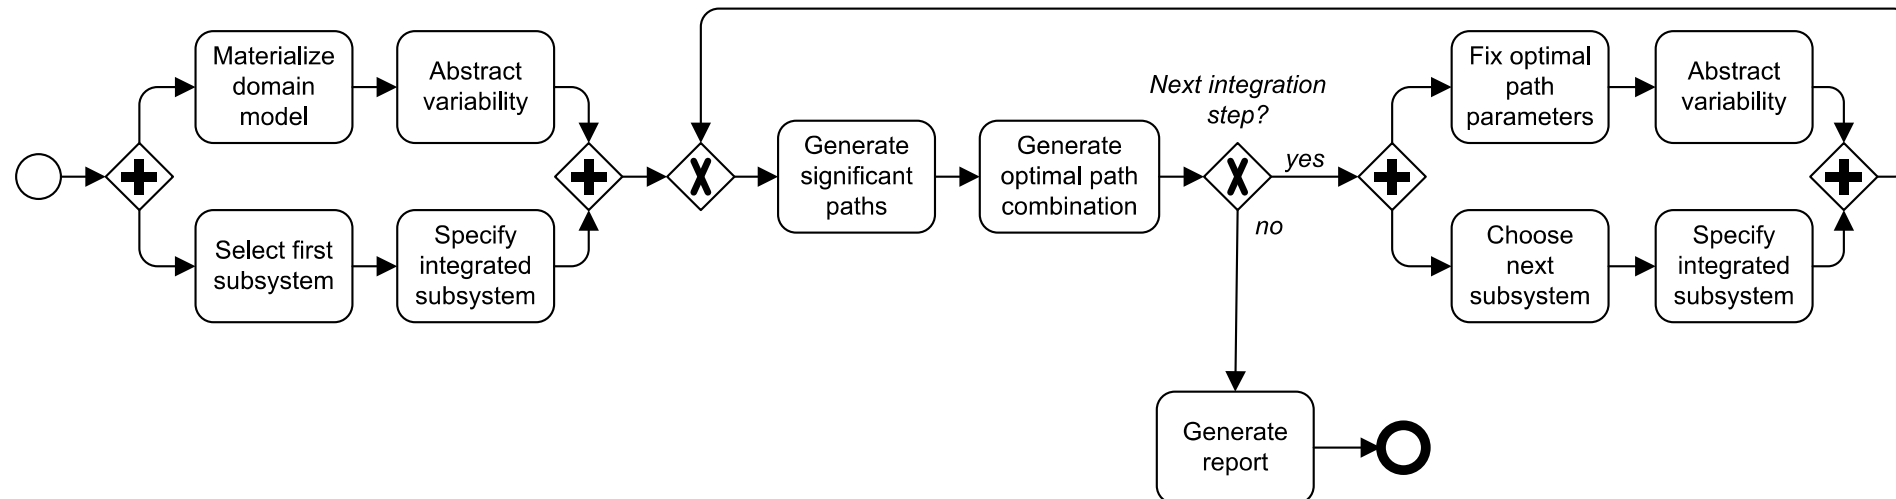 Materialize
domain
model
Abstract
variability
Select first
subsystem
Specify
integrated
subsystem
Generate
significant
paths
Generate
optimal path
combination
Next integration
step?
yes
no
Fix optimal
path
parameters
Abstract
variability
Choose
next
subsystem
Specify
integrated
subsystem
Generate
report